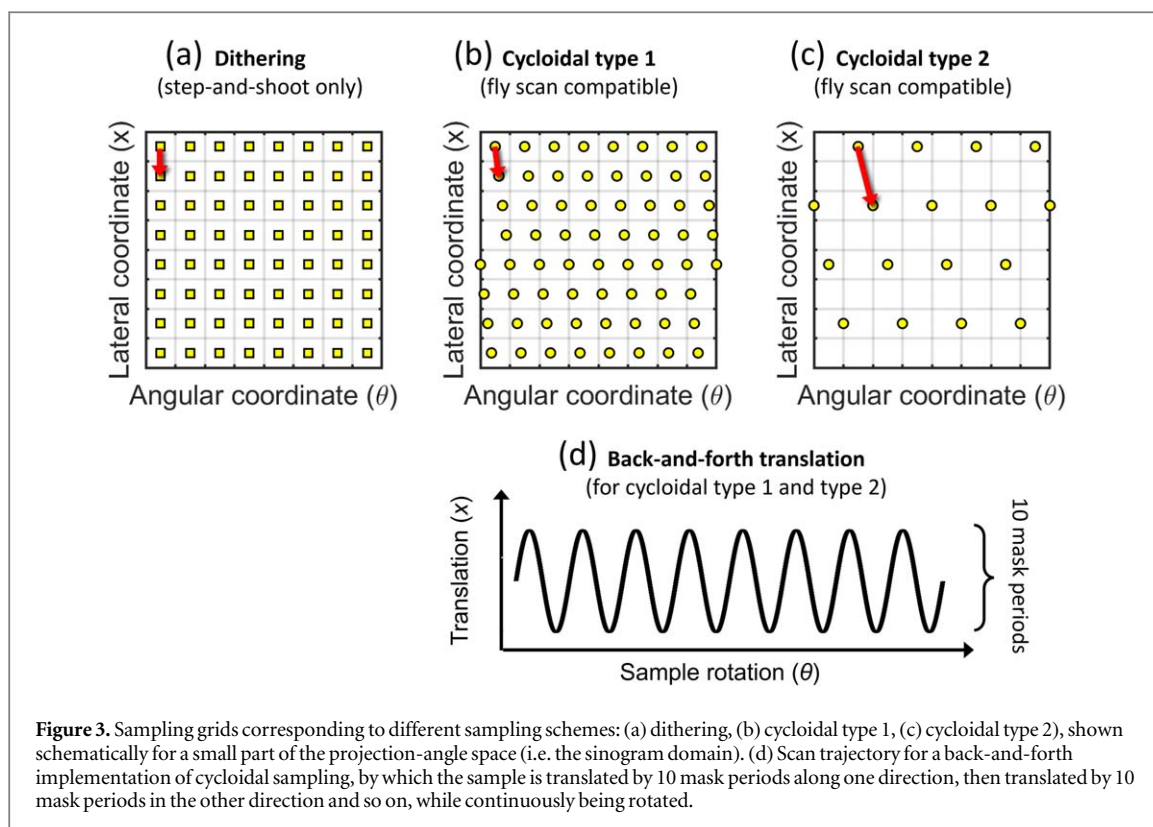 (a) Dithering
(step-and-shoot only)
Lateral coordinate (x)
Angular coordinate (θ)
(b) Cycloidal type 1
(fly scan compatible)
Lateral coordinate (x)
Angular coordinate (θ)
(c) Cycloidal type 2
(fly scan compatible)
Lateral coordinate (x)
Angular coordinate (θ)
(d) Back-and-forth translation
(for cycloidal type 1 and type 2)
Translation (x)
Sample rotation (θ)
10 mask periods
Figure 3. Sampling grids corresponding to different sampling schemes: (a) dithering, (b) cycloidal type 1, (c) cycloidal type 2), shown
schematically for a small part of the projection-angle space (i.e. the sinogram domain). (d) Scan trajectory for a back-and-forth
implementation of cycloidal sampling, by which the sample is translated by 10 mask periods along one direction, then translated by 10
mask periods in the other direction and so on, while continuously being rotated.